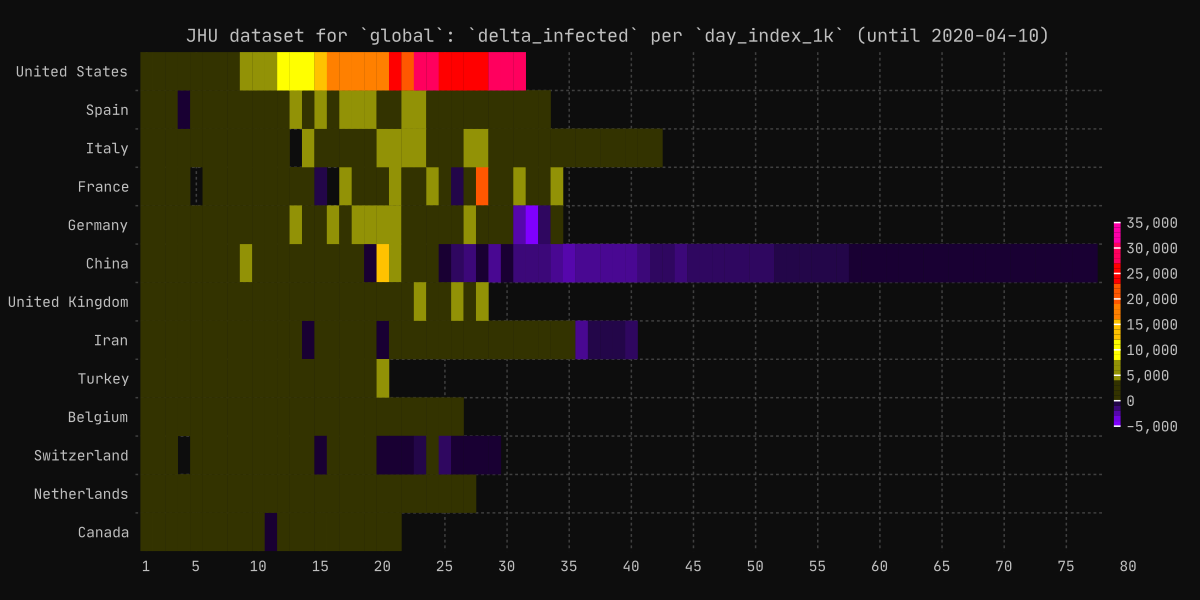 JHU dataset for `global`: `delta_infected` per `day_index_1k` (until 2020-04-10)
United States
Spain
Italy
France
Germany
China
United Kingdom
Iran
Turkey
Belgium
Switzerland
Netherlands
Canada
35,000
30,000
25,000
20,000
15,000
10,000
5,000
0
-5,000
1 5 10 15 20 25 30 35 40 45 50 55 60 65 70 75 80